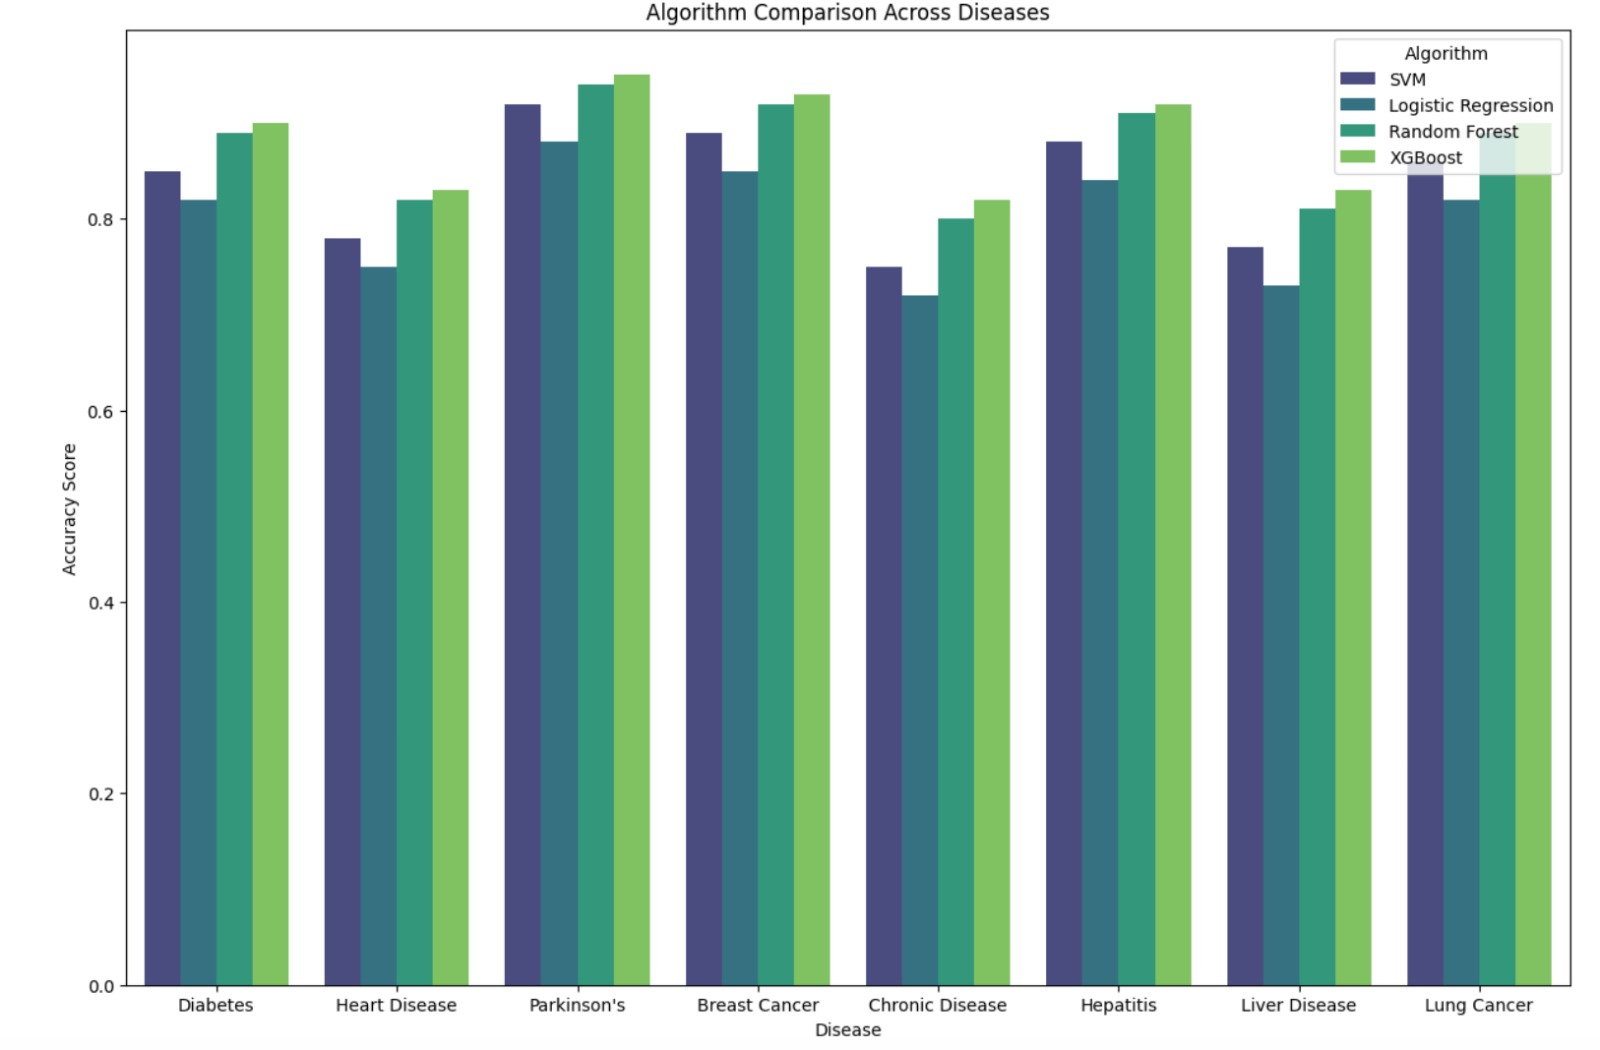 Algorithm Comparison Across Diseases
Algorithm
SVM
Logistic Regression
Random Forest
XGBoost
0.8
0.6
0.4
0.2
0.0
Accuracy Score
Diabetes
Heart Disease
Parkinson's
Breast Cancer
Chronic Disease
Hepatitis
Liver Disease
Lung Cancer
Disease